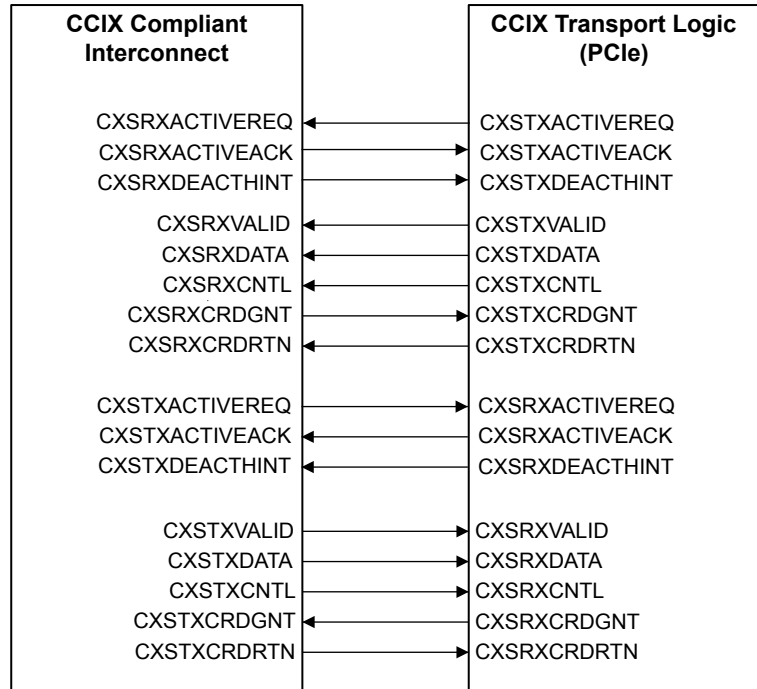 CCIX Compliant
Interconnect
CCIX Transport Logic
(PCIe)
CXSRXACTIVEREQ CXSTXACTIVEREQ
CXSRXACTIVEACK CXSTXACTIVEACK
CXSRXDEACTHINT CXSTXDEACTHINT
CXSRXVALID CXSTXVALID
CXSRXDATA CXSTXDATA
CXSRXCNTL CXSTXCNTL
CXSRXCRDGNT CXSTXCRDGNT
CXSRXCRDRTN CXSTXCRDRTN
CXSTXACTIVEREQ CXSRXACTIVEREQ
CXSTXACTIVEACK CXSRXACTIVEACK
CXSTXDEACTHINT CXSRXDEACTHINT
CXSTXVALID CXSRXVALID
CXSTXDATA CXSRXDATA
CXSTXCNTL CXSRXCNTL
CXSTXCRDGNT CXSRXCRDGNT
CXSTXCRDRTN CXSRXCRDRTN